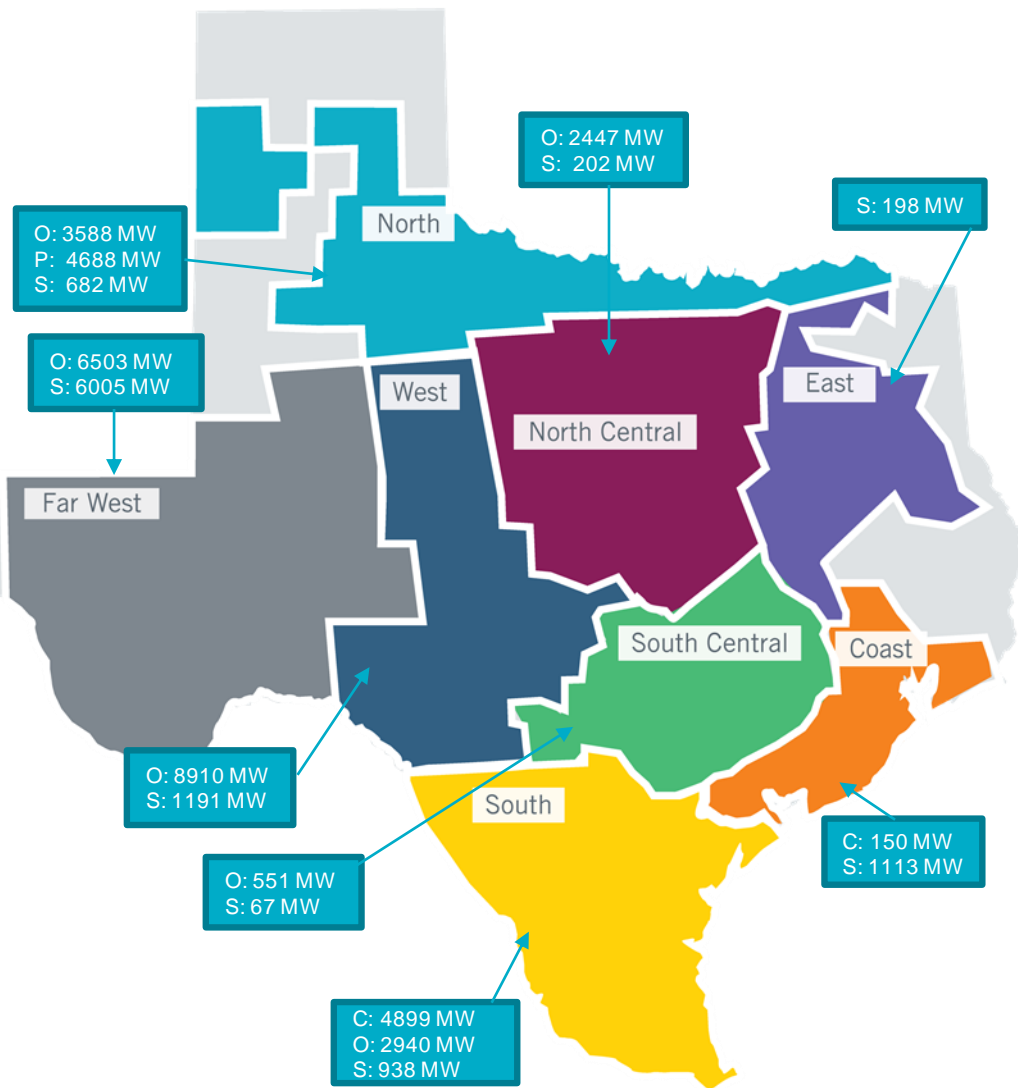 O: 2447 MW
S: 202 MW
S: 198 MW
O: 3588 MW
P: 4688 MW
S: 682 MW
North
O: 6503 MW
S: 6005 MW
West
East
North Central
Far West
South Central
Coast
O: 8910 MW
S: 1191 MW
South
C: 150 MW
S: 1113 MW
O: 551 MW
S: 67 MW
C: 4899 MW
O: 2940 MW
S: 938 MW